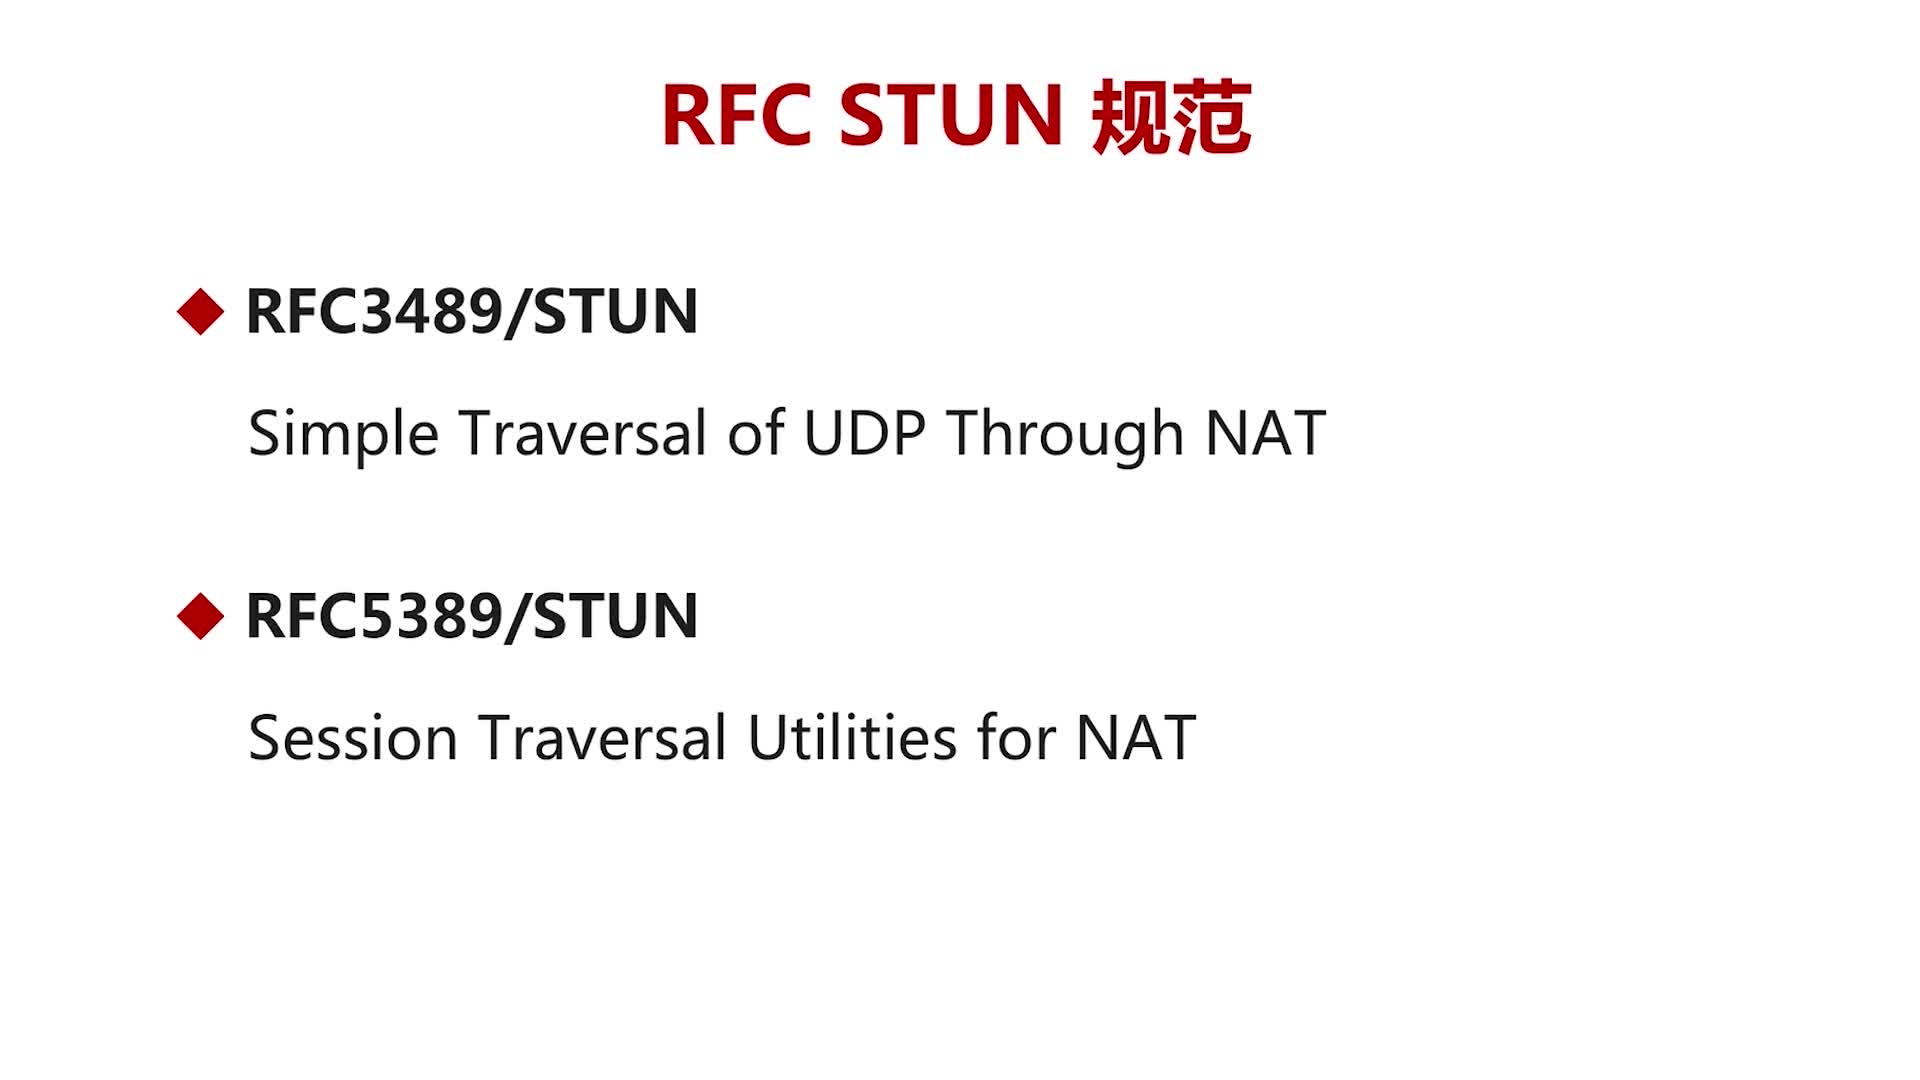 RFC STUN 规范
RFC3489/STUN
Simple Traversal of UDP Through NAT
RFC5389/STUN
Session Traversal Utilities for NAT